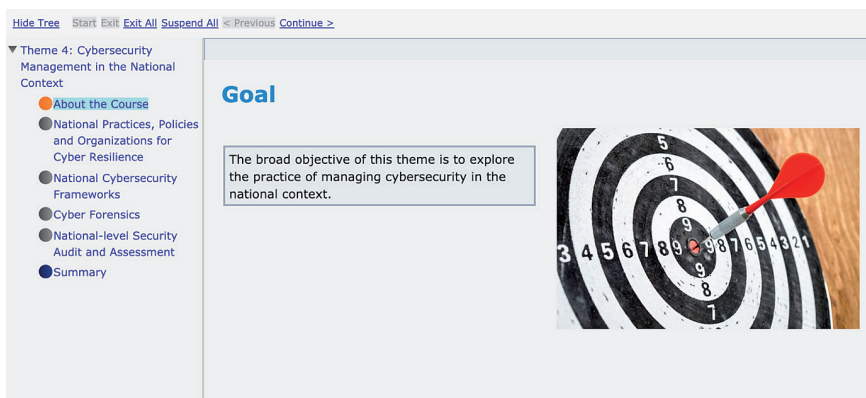 Hide Tree Start Exit Exit All Suspend All < Previous Continue >
Theme 4: Cybersecurity
Management in the National
Context
About the Course
National Practices, Policies
and Organizations for
Cyber Resilience
National Cybersecurity
Frameworks
Cyber Forensics
National-level Security
Audit and Assessment
Summary
Goal
The broad objective of this theme is to explore
the practice of managing cybersecurity in the
national context.
5
6
7
8
9
3 4 5 6 7 8 9 9 8 7 6 5 4 3 2 1
9
8
7